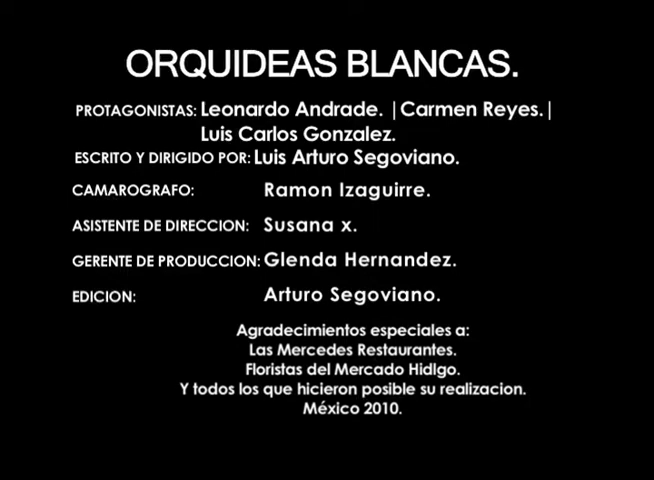 ORQUIDEAS BLANCAS.
PROTAGONISTAS: Leonardo Andrade. |Carmen Reyes.|
Luis Carlos Gonzalez.
ESCRITO Y DIRIGIDO POR: Luis Arturo Segoviano.
CAMAROGRAFO: Ramon Izaguirre.
ASISTENTE DE DIRECCION: Susana x.
GERENTE DE PRODUCCION: Glenda Hernandez.
EDICION: Arturo Segoviano.
Agradecimientos especiales a:
Las Mercedes Restaurantes.
Floristas del Mercado Hidlgo.
Y todos los que hicieron posible su realizacion.
México 2010.